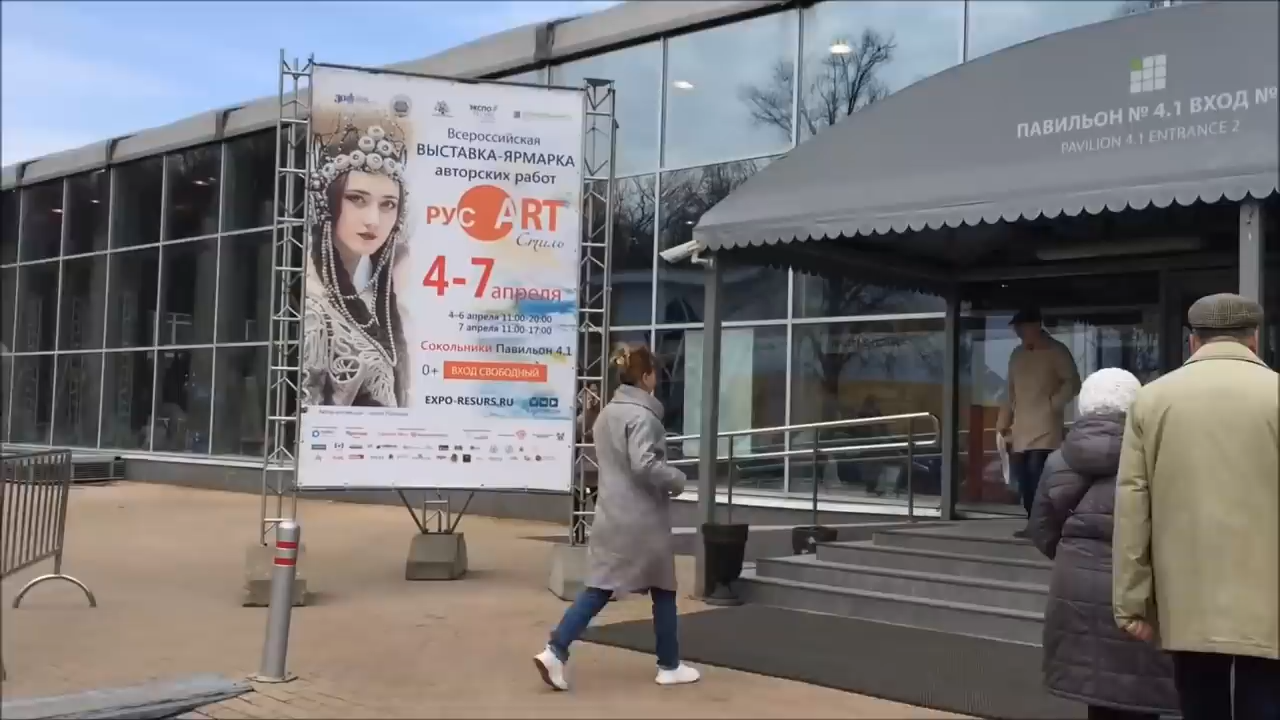 ЭКСПО
Всероссийская
ВЫСТАВКА-ЯРМАРКА
авторских работ
РУС АRT
Стиль
4-7 апреля
4-6 апреля 11:00-20:00
7 апреля 11:00-17:00
Сокольники Павильон 4.1
0+ ВХОД СВОБОДНЫЙ
EXPO-RESURS.RU
ПАВИЛЬОН № 4.1 ВХОД №
PAVILION 4.1 ENTRANCE 2